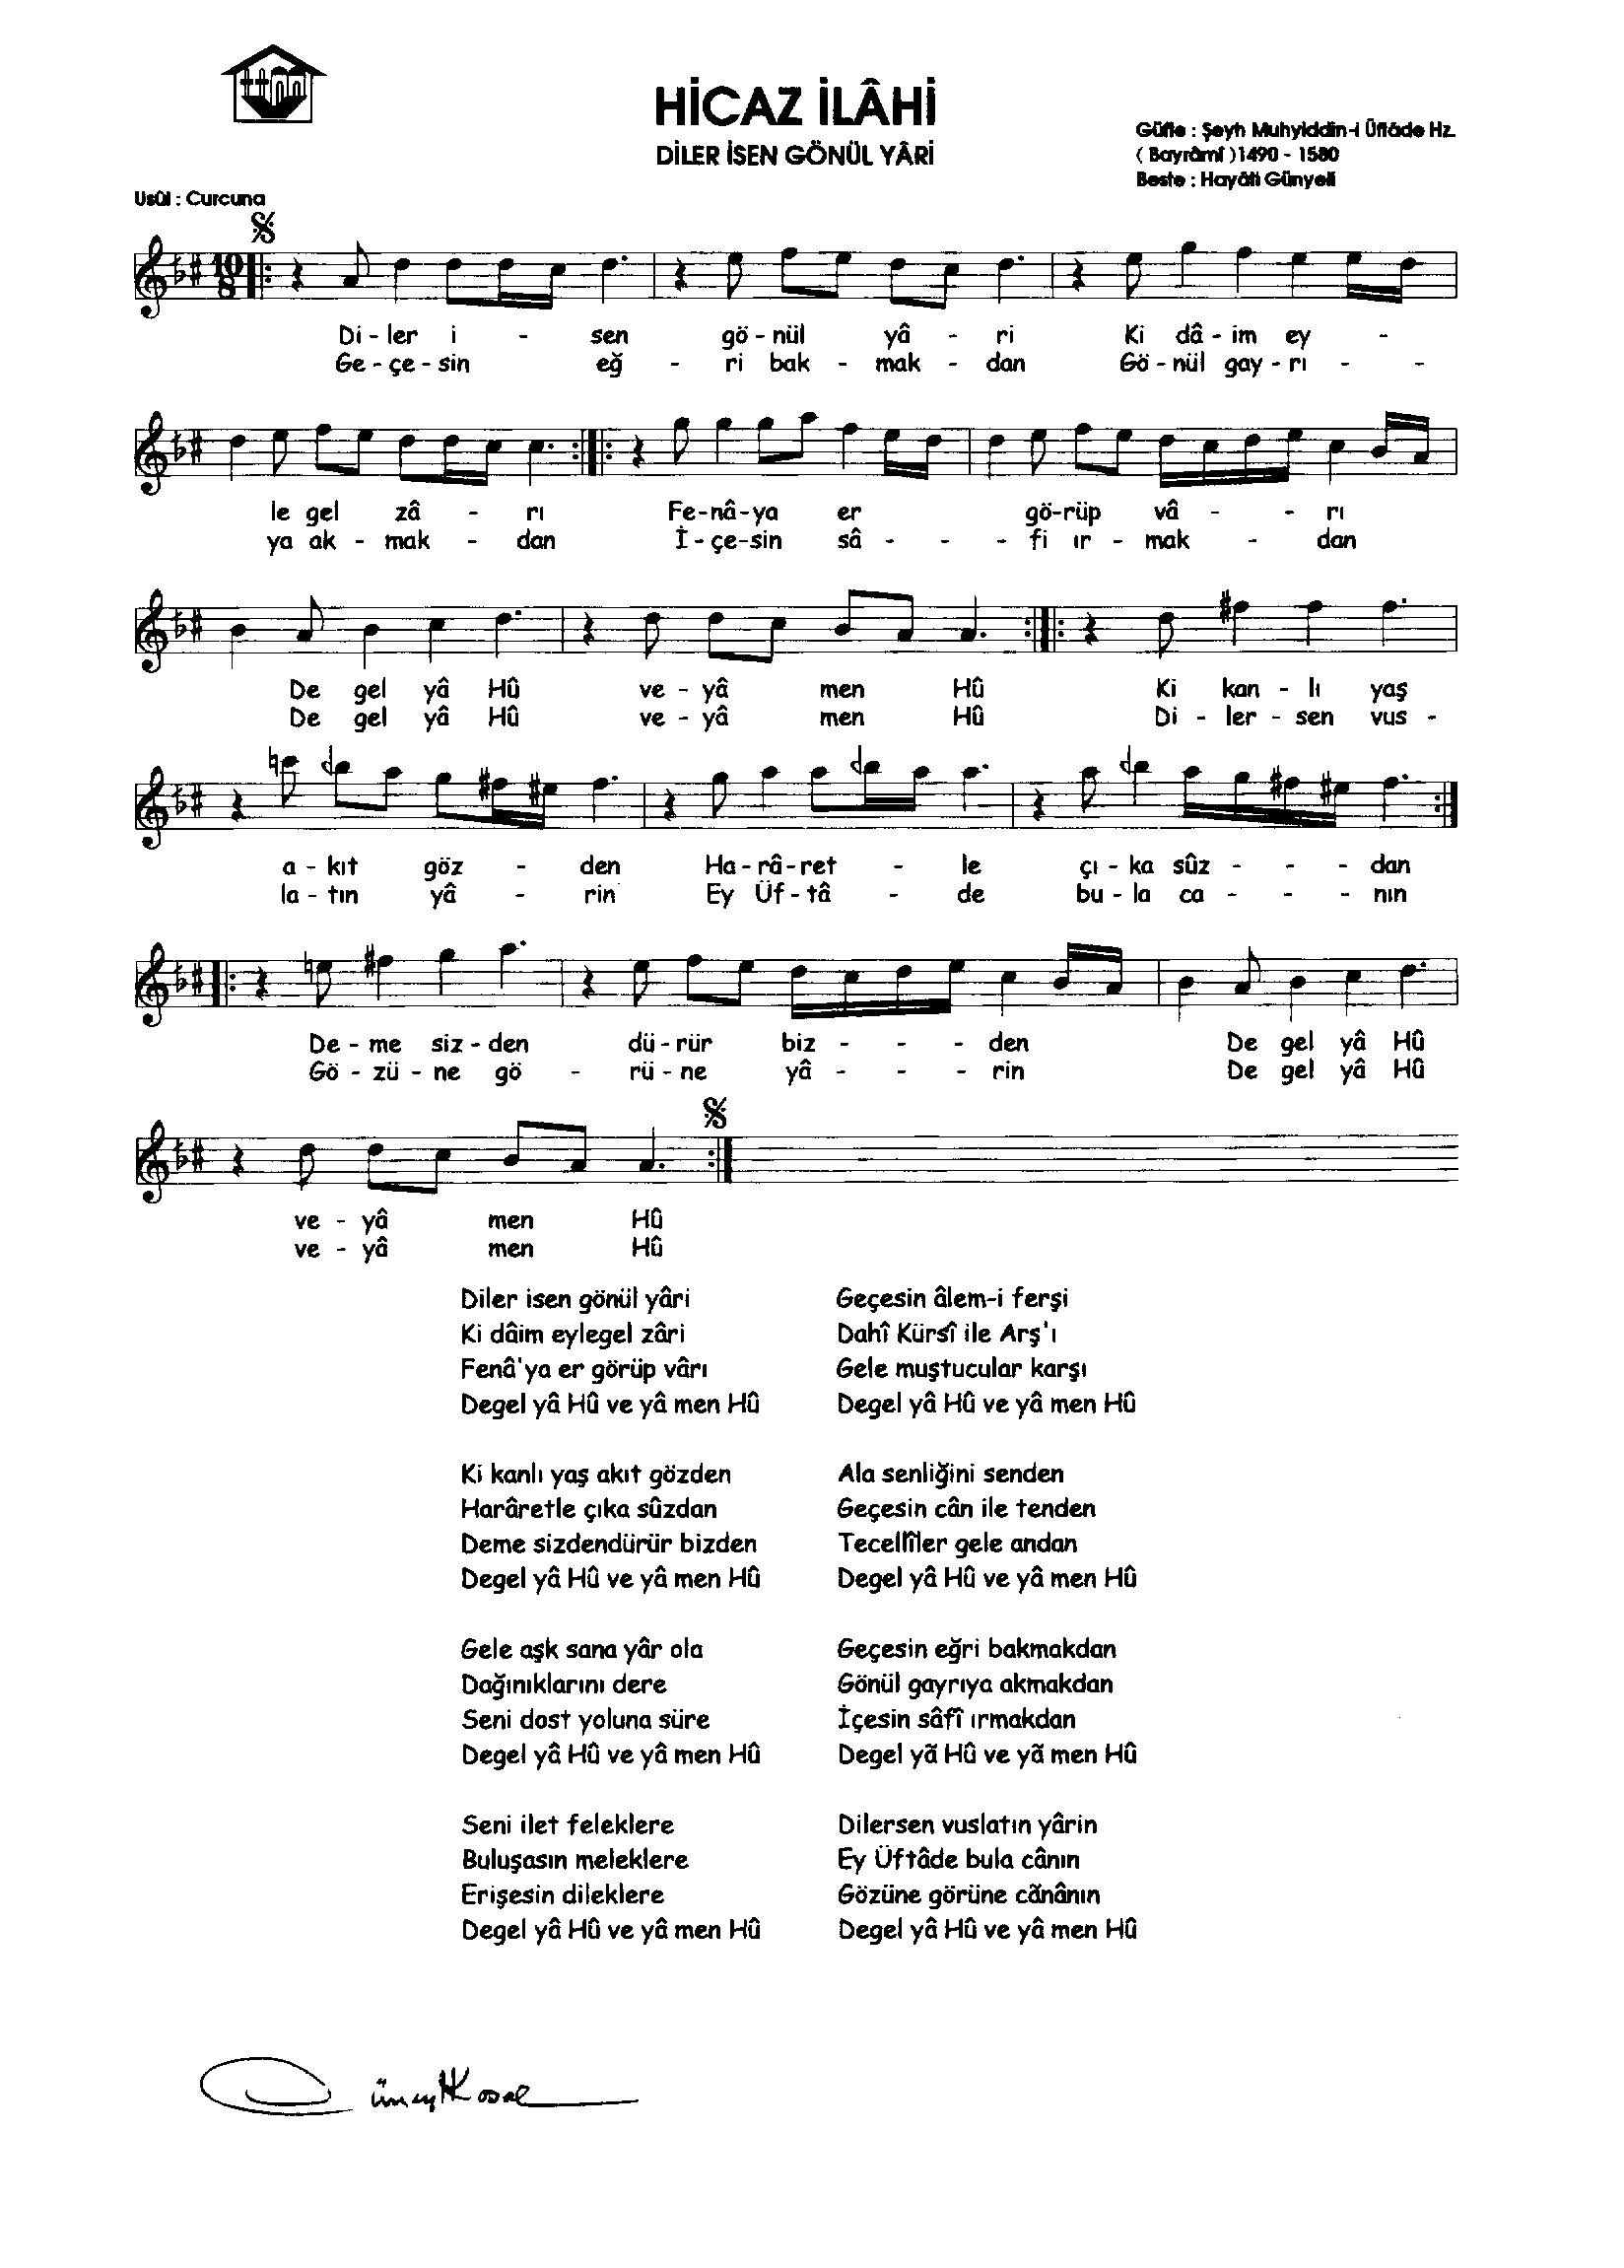 HİCAZ İLÂHİ
DİLER İSEN GÖNÜL YÂRİ
Güfte : Şeyh Muhyiddin-i Üftâde Hz.
( Bayrâmî )1490 - 1580
Beste : Hayâti Günyeli
Usûl : Curcuna
10
8
Di - ler i - sen gö - nül yâ - ri Ki dâ - im ey -
Ge - çe - sin eğ - ri bak - mak - dan Gö - nül gay - rı - -
le gel zâ - rı Fe-nâ-ya er gö-rüp vâ - - rı
ya ak - mak - dan İ-çe-sin sâ - - - fi ır - mak - dan
De gel yâ Hû ve - yâ men Hû Ki kan - lı yaş
De gel yâ Hû ve - yâ men Hû Di - ler - sen vus -
a - kıt göz - den Ha-râ-ret - le çı - ka sûz - - - dan
la - tın yâ - rin Ey Üf-tâ - de bu - la ca - - - nın
De - me siz - den dü - rür biz - - - den De gel yâ Hû
Gö - zü - ne gö - rü - ne yâ - - - rin De gel yâ Hû
ve - yâ men Hû
ve - yâ men Hû
Diler isen gönül yâri
Ki dâim eylegel zâri
Fenâ'ya er görüp vârı
Degel yâ Hû ve yâ men Hû
Ki kanlı yaş akıt gözden
Harâretle çıka sûzdan
Deme sizdendürür bizden
Degel yâ Hû ve yâ men Hû
Gele aşk sana yâr ola
Dağınıklarını dere
Seni dost yoluna süre
Degel yâ Hû ve yâ men Hû
Seni ilet feleklere
Buluşasın meleklere
Erişesin dileklere
Degel yâ Hû ve yâ men Hû
Geçesin âlem-i ferşi
Dahî Kürsî ile Arş'ı
Gele muştucular karşı
Degel yâ Hû ve yâ men Hû
Ala senliğini senden
Geçesin cân ile tenden
Tecellîler gele andan
Degel yâ Hû ve yâ men Hû
Geçesin eğri bakmakdan
Gönül gayrıya akmakdan
İçesin sâfî ırmakdan
Degel yã Hû ve yã men Hû
Dilersen vuslatın yârin
Ey Üftâde bula cânın
Gözüne görüne cãnânın
Degel yâ Hû ve yâ men Hû
Cüneyt Kosal